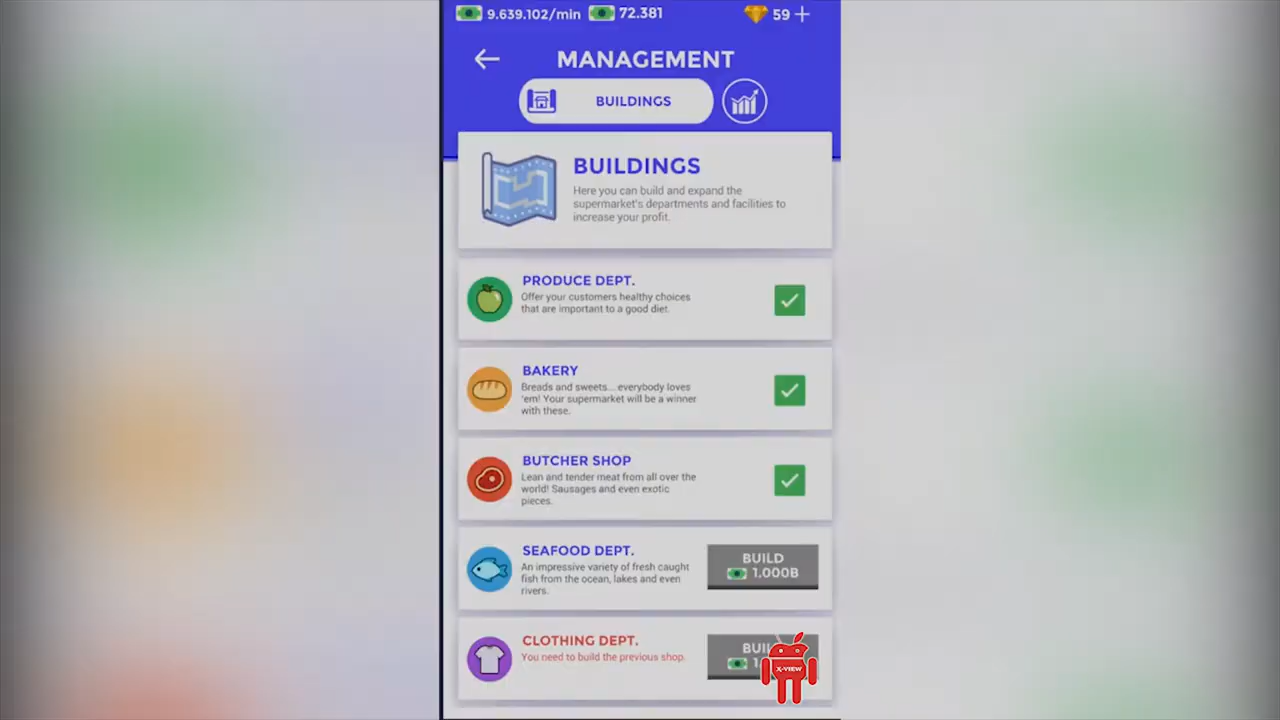 9.639.102/min 72.381 59
MANAGEMENT
BUILDINGS
BUILDINGS
Here you can build and expand the
supermarket's departments and facilities to
increase your profit.
PRODUCE DEPT.
Offer your customers healthy choices
that are important to a good diet.
BAKERY
Breads and sweets... everybody loves
'em! Your supermarket will be a winner
with these.
BUTCHER SHOP
Lean and tender meat from all over the
world! Sausages and even exotic
pieces.
SEAFOOD DEPT.
An impressive variety of fresh caught
fish from the ocean, lakes and even
rivers.
BUILD
1.000B
CLOTHING DEPT.
You need to build the previous shop.
X-VIEW